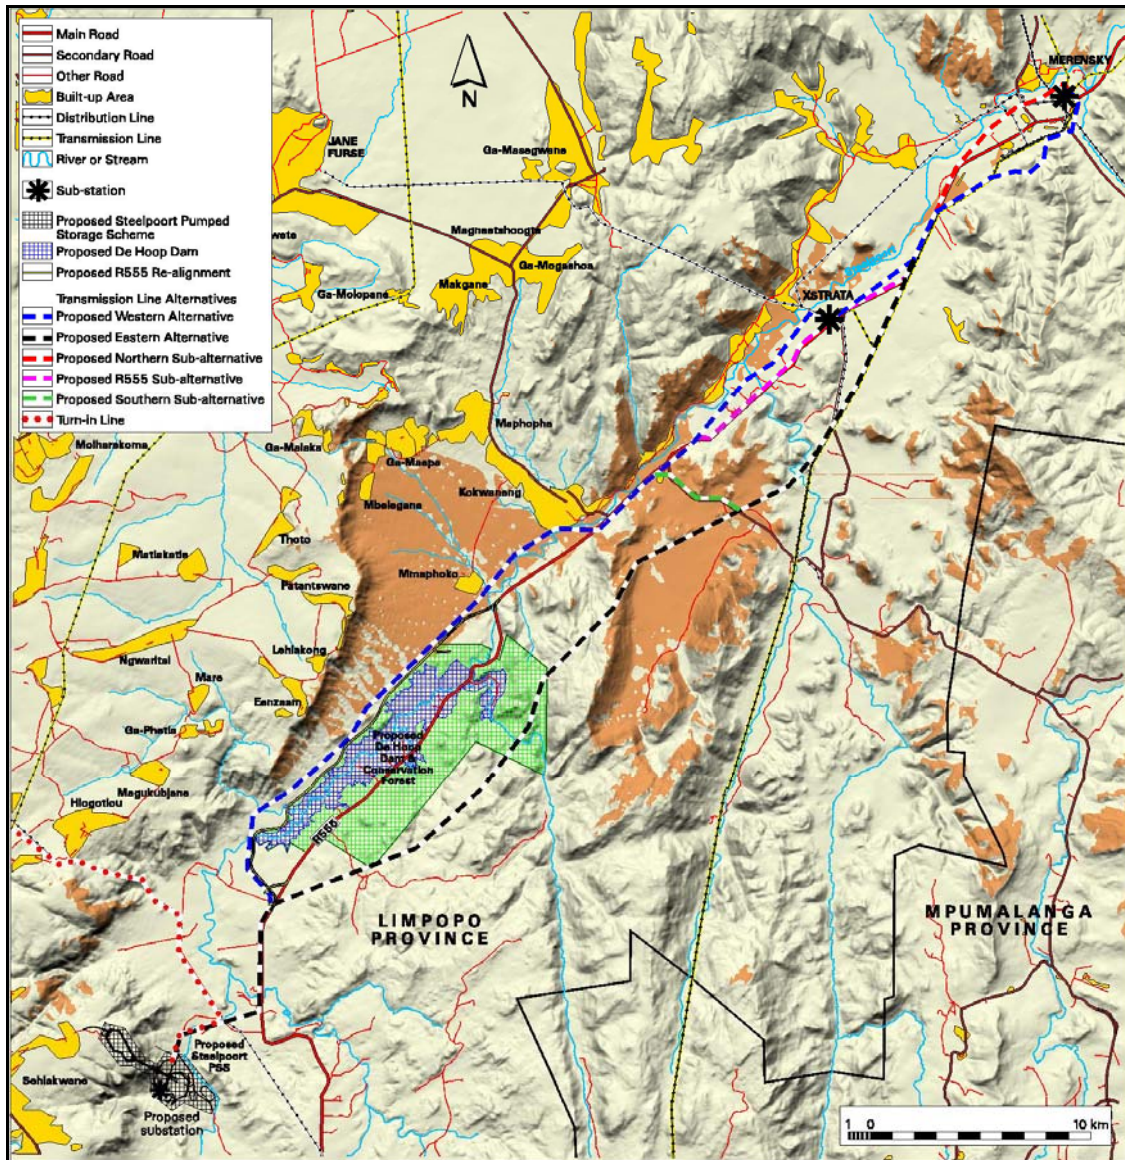 Main Road
Secondary Road
Other Road
Built-up Area
Distribution Line
Transmission Line
River or Stream
Sub-station
Proposed Steelpoort Pumped
Storage Scheme
Proposed De Hoop Dam
Proposed R555 Re-alignment
Transmission Line Alternatives
Proposed Western Alternative
Proposed Eastern Alternative
Proposed Northern Sub-alternative
Proposed R555 Sub-alternative
Proposed Southern Sub-alternative
Turn-in Line
N
MERENSKY
JANE
FURSE
Ga-Masegwana
Magneetshoogte
Ga-Mogashoa
Makgane
Ga-Molopane
XSTRATA
Molharakoma
Ga-Malaka
Maphopha
Ga-Maepa
Kokwaneng
Mbelegane
Thoto
Matlakatle
Patantswane
Mmaphoko
Lehlakong
Ngwaritsi
Mare
Eenzaam
Ga-Phatla
Magukubjane
Hlogotlou
Proposed
De Hoop
Dam &
Conservation
Forest
R555
LIMPOPO
PROVINCE
MPUMALANGA
PROVINCE
Proposed
Steelpoort
PSS
Sehlakwane
Proposed
substation
1 0 10 km